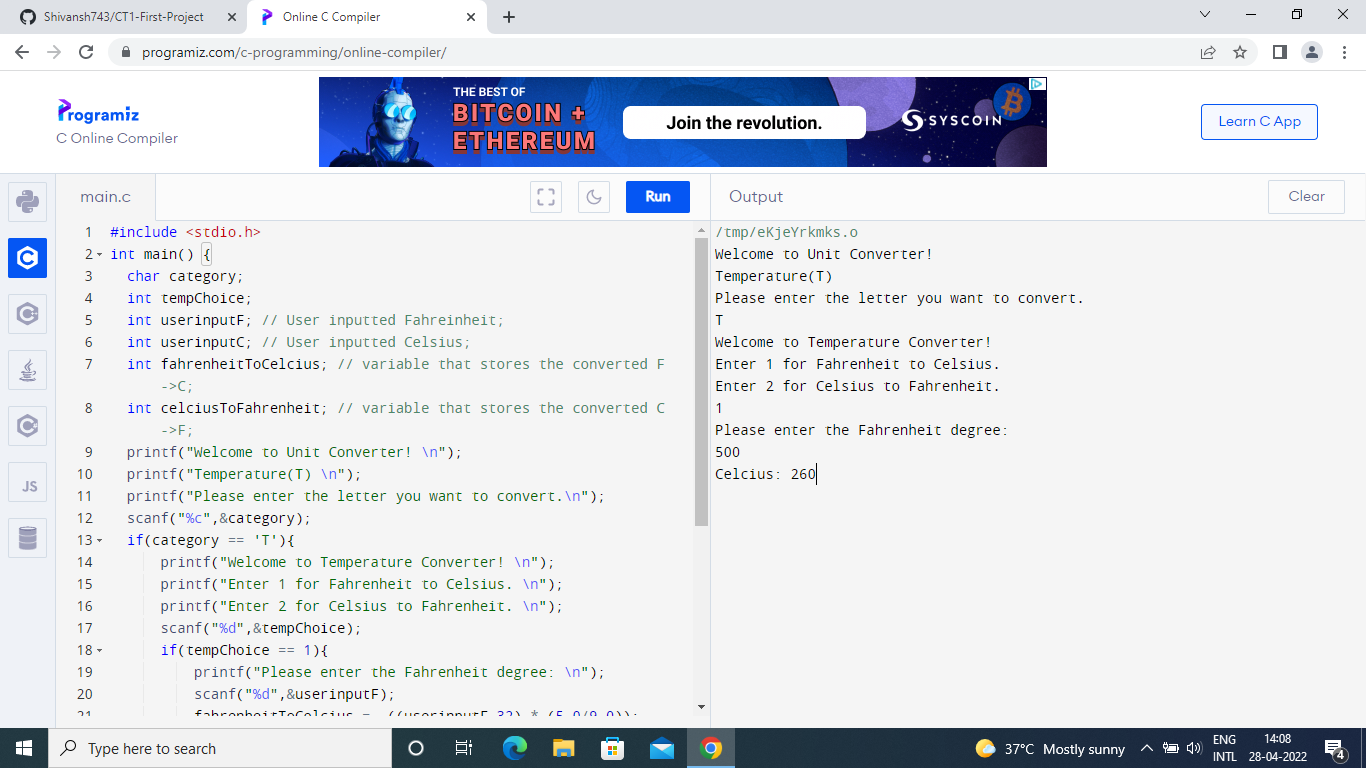 Shivansh743/CT1-First-Project
Online C Compiler
programiz.com/c-programming/online-compiler/
Programiz
C Online Compiler
THE BEST OF
BITCOIN +
ETHEREUM
Join the revolution.
SYSCOIN
Learn C App
main.c
Run
Output
Clear
1 #include <stdio.h>
2 int main() {
3 char category;
4 int tempChoice;
5 int userinputF; // User inputted Fahreinheit;
6 int userinputC; // User inputted Celsius;
7 int fahrenheitToCelcius; // variable that stores the converted F
->C;
8 int celciusToFahrenheit; // variable that stores the converted C
->F;
9 printf("Welcome to Unit Converter! \n");
10 printf("Temperature(T) \n");
11 printf("Please enter the letter you want to convert.\n");
12 scanf("%c",&category);
13 if(category == 'T'){
14 printf("Welcome to Temperature Converter! \n");
15 printf("Enter 1 for Fahrenheit to Celsius. \n");
16 printf("Enter 2 for Celsius to Fahrenheit. \n");
17 scanf("%d",&tempChoice);
18 if(tempChoice == 1){
19 printf("Please enter the Fahrenheit degree: \n");
20 scanf("%d",&userinputF);
21 fahrenheitToCelcius = ((userinputF-32) * (5.0/9.0));
/tmp/eKjeYrkmks.o
Welcome to Unit Converter!
Temperature(T)
Please enter the letter you want to convert.
T
Welcome to Temperature Converter!
Enter 1 for Fahrenheit to Celsius.
Enter 2 for Celsius to Fahrenheit.
1
Please enter the Fahrenheit degree:
500
Celcius: 260
JS
Type here to search
37°C Mostly sunny
ENG
INTL
14:08
28-04-2022
4